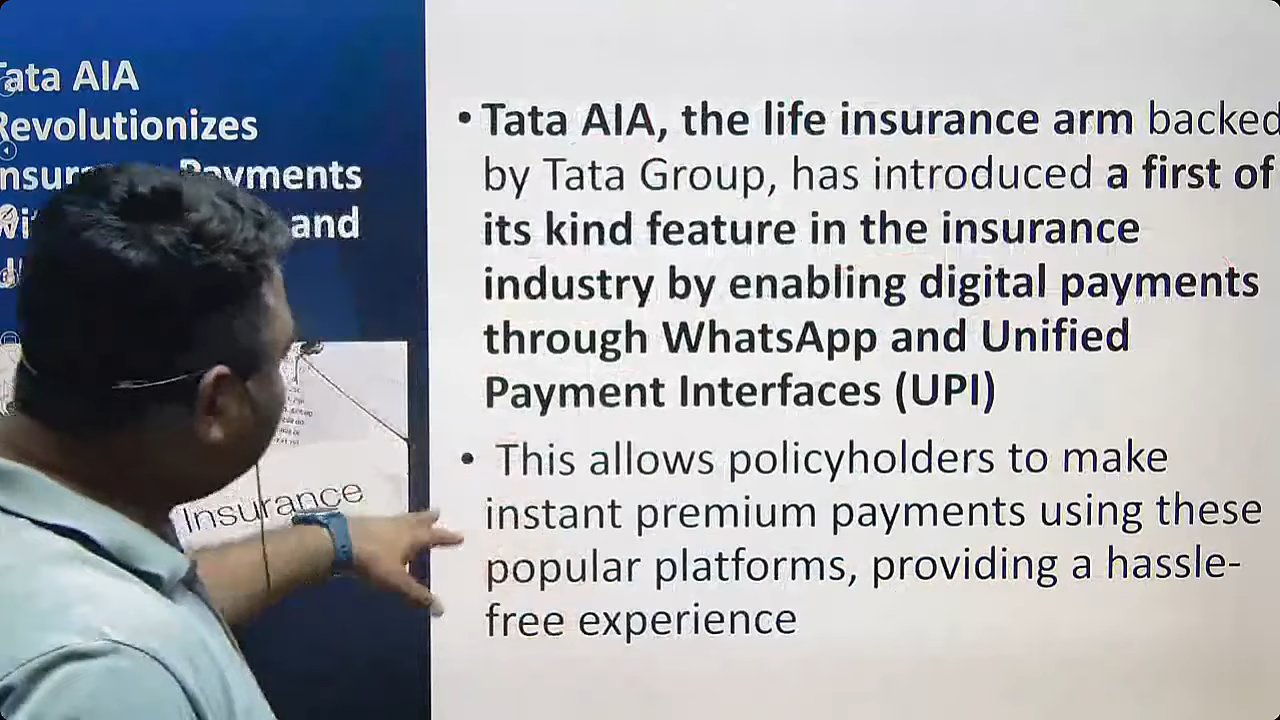 Tata AIA
Revolutionizes
Payments
and
Insurance
• Tata AIA, the life insurance arm backed
by Tata Group, has introduced a first of
its kind feature in the insurance
industry by enabling digital payments
through WhatsApp and Unified
Payment Interfaces (UPI)
• This allows policyholders to make
instant premium payments using these
popular platforms, providing a hassle-
free experience